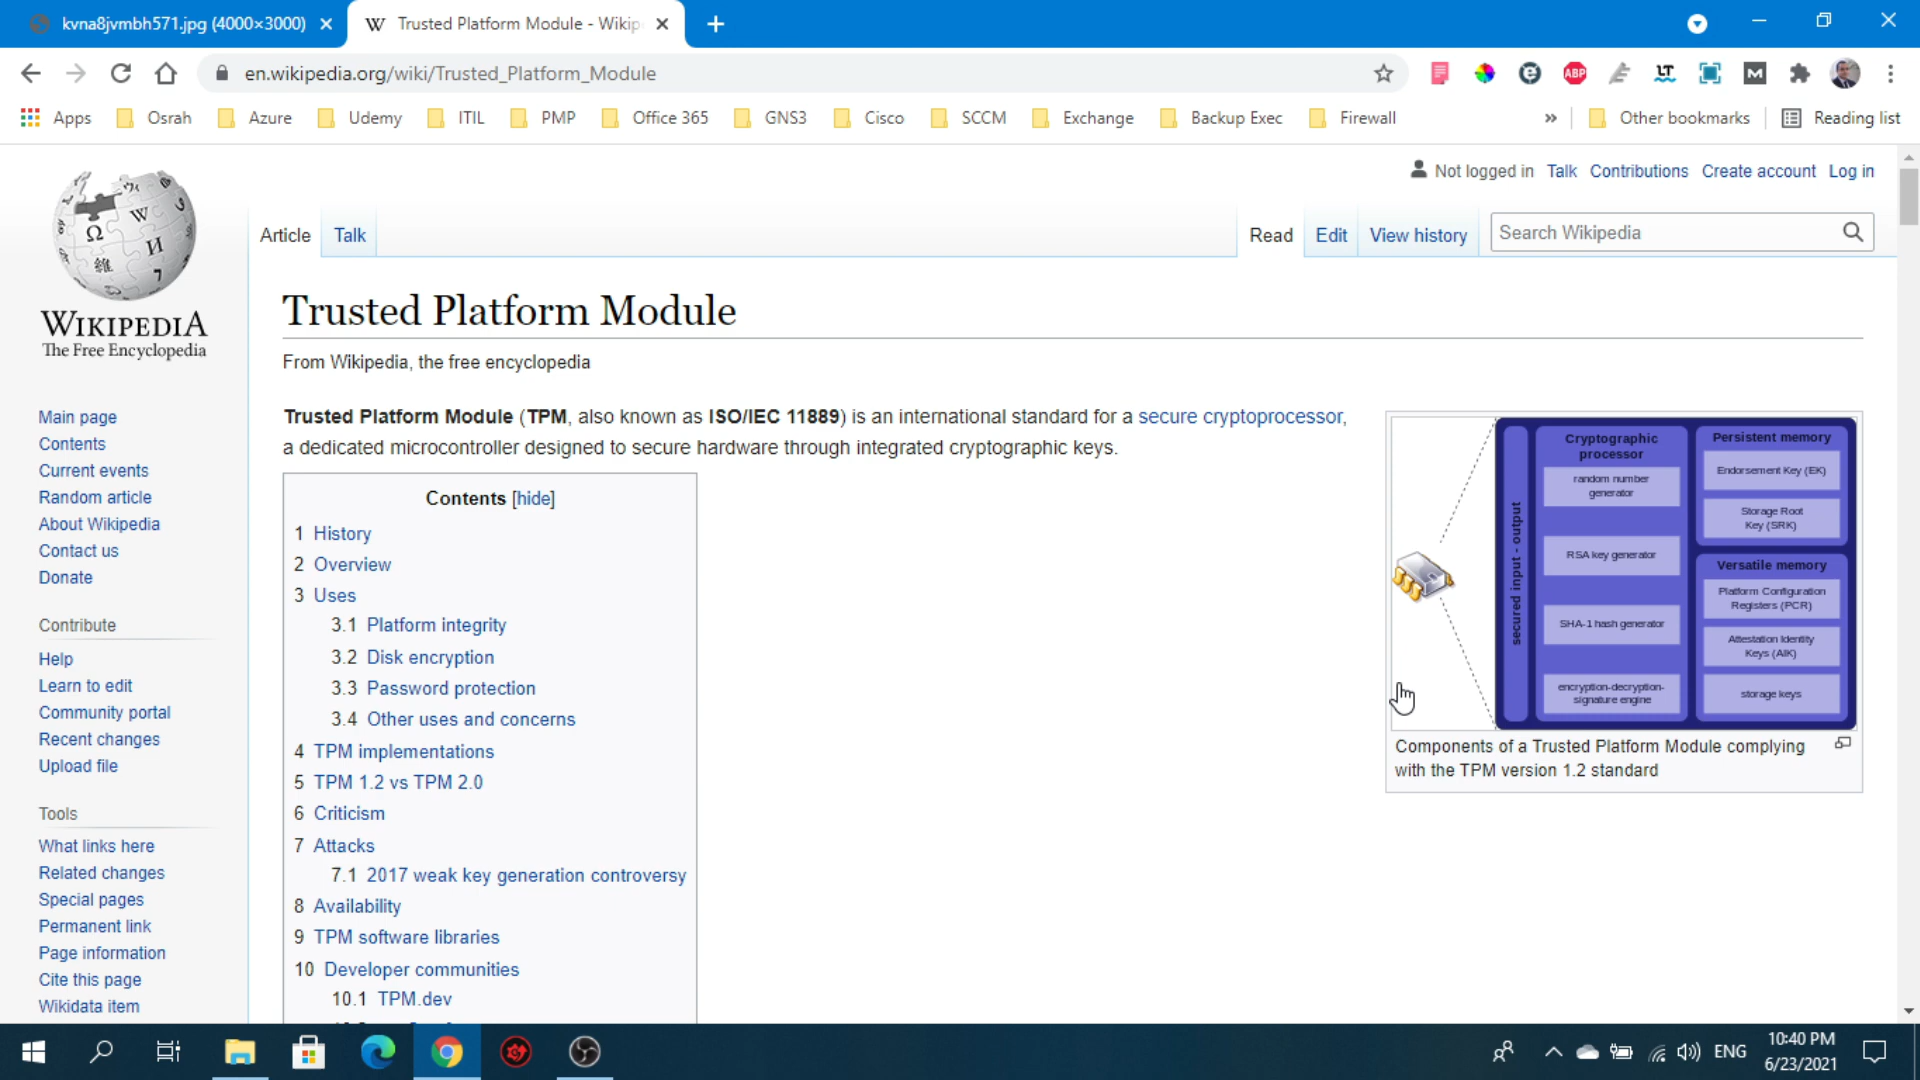 kvna8jvmbh571.jpg (4000×3000)
Trusted Platform Module - Wikip
en.wikipedia.org/wiki/Trusted_Platform_Module
ABP
LT
M
Apps
Osrah
Azure
Udemy
ITIL
PMP
Office 365
GNS3
Cisco
SCCM
Exchange
Backup Exec
Firewall
»
Other bookmarks
Reading list
Not logged in Talk Contributions Create account Log in
Article Talk
Read Edit View history
Search Wikipedia
WIKIPEDIA
The Free Encyclopedia
Main page
Contents
Current events
Random article
About Wikipedia
Contact us
Donate
Contribute
Help
Learn to edit
Community portal
Recent changes
Upload file
Tools
What links here
Related changes
Special pages
Permanent link
Page information
Cite this page
Wikidata item
Trusted Platform Module
From Wikipedia, the free encyclopedia
Trusted Platform Module (TPM, also known as ISO/IEC 11889) is an international standard for a secure cryptoprocessor,
a dedicated microcontroller designed to secure hardware through integrated cryptographic keys.
Contents [hide]
1 History
2 Overview
3 Uses
3.1 Platform integrity
3.2 Disk encryption
3.3 Password protection
3.4 Other uses and concerns
4 TPM implementations
5 TPM 1.2 vs TPM 2.0
6 Criticism
7 Attacks
7.1 2017 weak key generation controversy
8 Availability
9 TPM software libraries
10 Developer communities
10.1 TPM.dev
secured input - output
Cryptographic
processor
random number
generator
RSA key generator
SHA-1 hash generator
encryption-decryption-
signature engine
Persistent memory
Endorsement Key (EK)
Storage Root
Key (SRK)
Versatile memory
Platform Configuration
Registers (PCR)
Attestation Identity
Keys (AIK)
storage keys
Components of a Trusted Platform Module complying
with the TPM version 1.2 standard
ENG
10:40 PM
6/23/2021